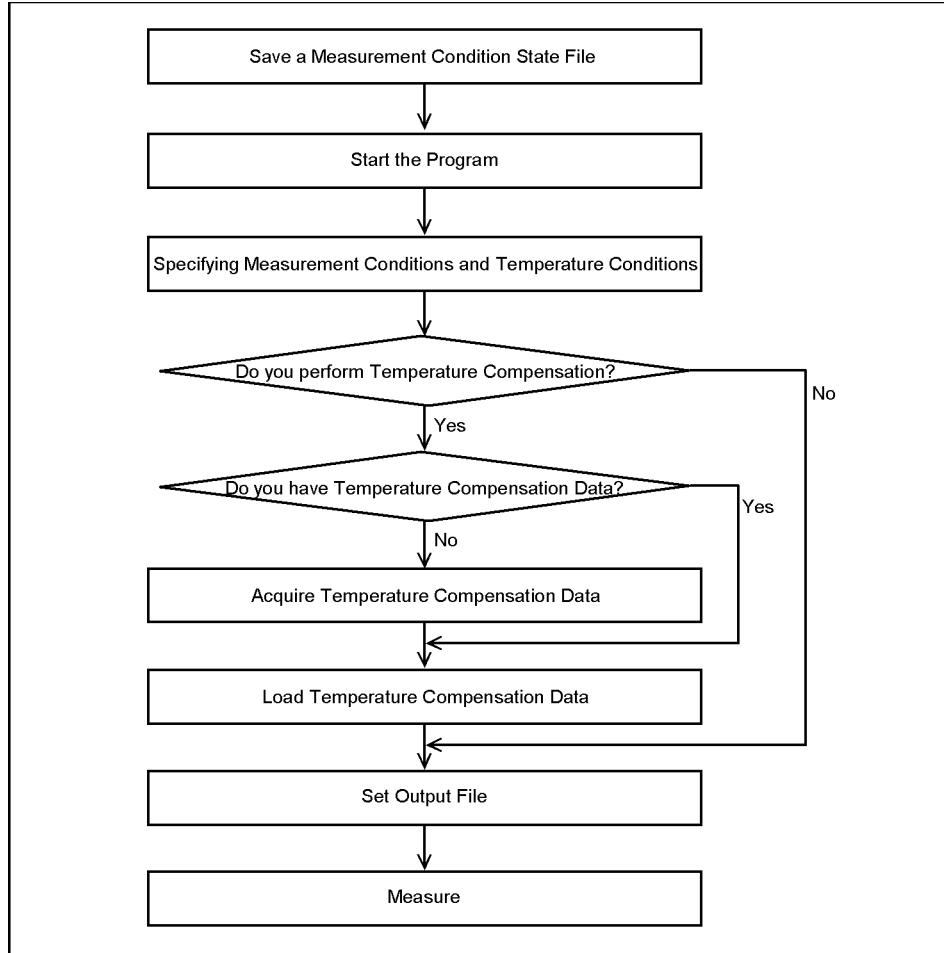 Save a Measurement Condition State File
Start the Program
Specifying Measurement Conditions and Temperature Conditions
Do you perform Temperature Compensation?
No
Yes
Do you have Temperature Compensation Data?
Yes
No
Acquire Temperature Compensation Data
Load Temperature Compensation Data
Set Output File
Measure